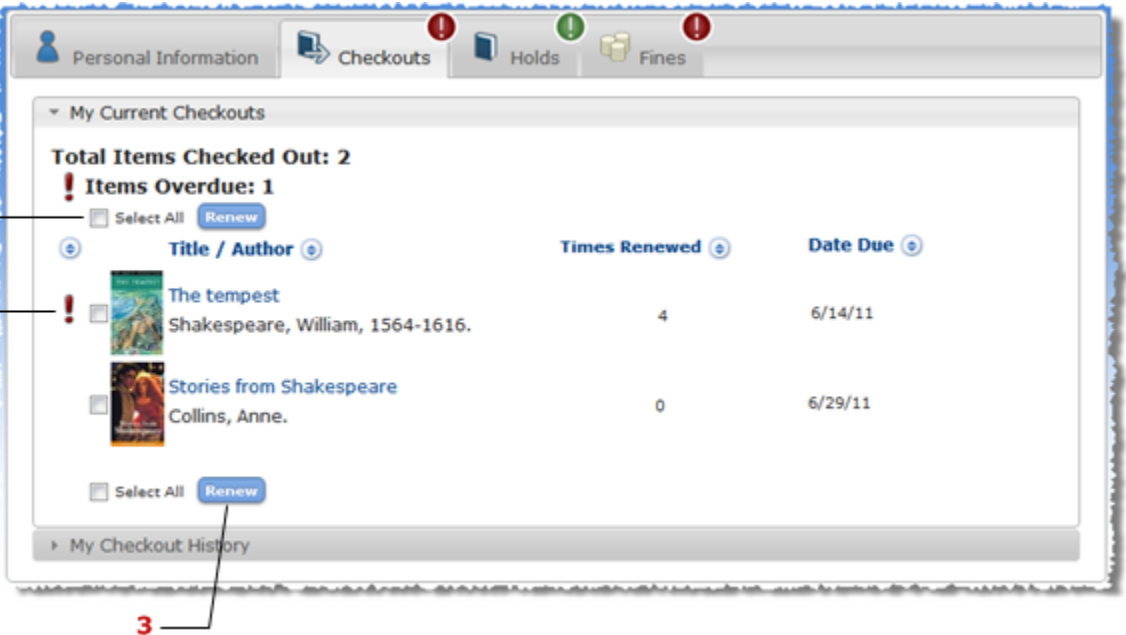 Personal Information
Checkouts
Holds
Fines
My Current Checkouts
Total Items Checked Out: 2
Items Overdue: 1
Select All Renew
Title / Author Times Renewed Date Due
THE TEMPEST
The tempest
Shakespeare, William, 1564-1616.
4
6/14/11
Stories from Shakespeare
Collins, Anne.
0
6/29/11
Select All Renew
My Checkout History
3